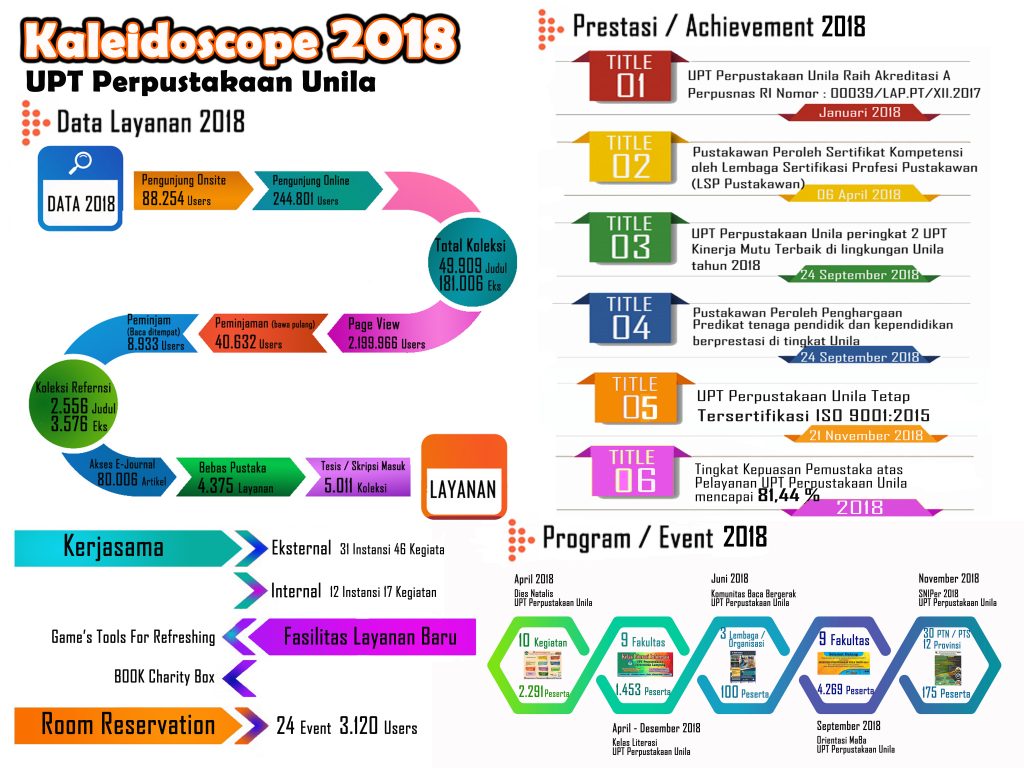 Kaleidoscope 2018
UPT Perpustakaan Unila
Data Layanan 2018
DATA 2018
Pengunjung Onsite
88.254 Users
Pengunjung Online
244.801 Users
Total Koleksi
49.909 Judul
181.006 Eks
Peminjam
(Baca ditempat)
8.933 Users
Peminjaman (bawa pulang)
40.632 Users
Page View
2.199.966 Users
Koleksi Refernsi
2.556 Judul
3.576 Eks
Akses E-Journal
80.006 Artikel
Bebas Pustaka
4.375 Layanan
Tesis / Skripsi Masuk
5.011 Koleksi
LAYANAN
Kerjasama
Eksternal 31 Instansi 46 Kegiata
Internal 12 Instansi 17 Kegiatan
Game's Tools For Refreshing
Fasilitas Layanan Baru
BOOK Charity Box
Room Reservation
24 Event 3.120 Users
Prestasi / Achievement 2018
TITLE
01
UPT Perpustakaan Unila Raih Akreditasi A
Perpusnas RI Nomor : 00039/LAP.PT/XII.2017
Januari 2018
TITLE
02
Pustakawan Peroleh Sertifikat Kompetensi
oleh Lembaga Sertifikasi Profesi Pustakawan
(LSP Pustakawan)
06 April 2018
TITLE
03
UPT Perpustakaan Unila peringkat 2 UPT
Kinerja Mutu Terbaik di lingkungan Unila
tahun 2018
24 September 2018
TITLE
04
Pustakawan Peroleh Penghargaan
Predikat tenaga pendidik dan kependidikan
berprestasi di tingkat Unila
24 September 2018
TITLE
05
UPT Perpustakaan Unila Tetap
Tersertifikasi ISO 9001:2015
21 November 2018
TITLE
06
Tingkat Kepuasan Pemustaka atas
Pelayanan UPT Perpustakaan Unila
mencapai 81,44 %
2018
Program / Event 2018
April 2018
Dies Natalis
UPT Perpustakaan Unila
10 Kegiatan
2.291 Peserta
9 Fakultas
1.453 Peserta
April - Desember 2018
Kelas Literasi
UPT Perpustakaan Unila
Juni 2018
Komunitas Baca Bergerak
UPT Perpustakaan Unila
3 Lembaga /
Organisasi
100 Peserta
9 Fakultas
4.269 Peserta
September 2018
Orientasi MaBa
UPT Perpustakaan Unila
November 2018
SNIPer 2018
UPT Perpustakaan Unila
30 PTN / PTS
12 Provinsi
175 Peserta